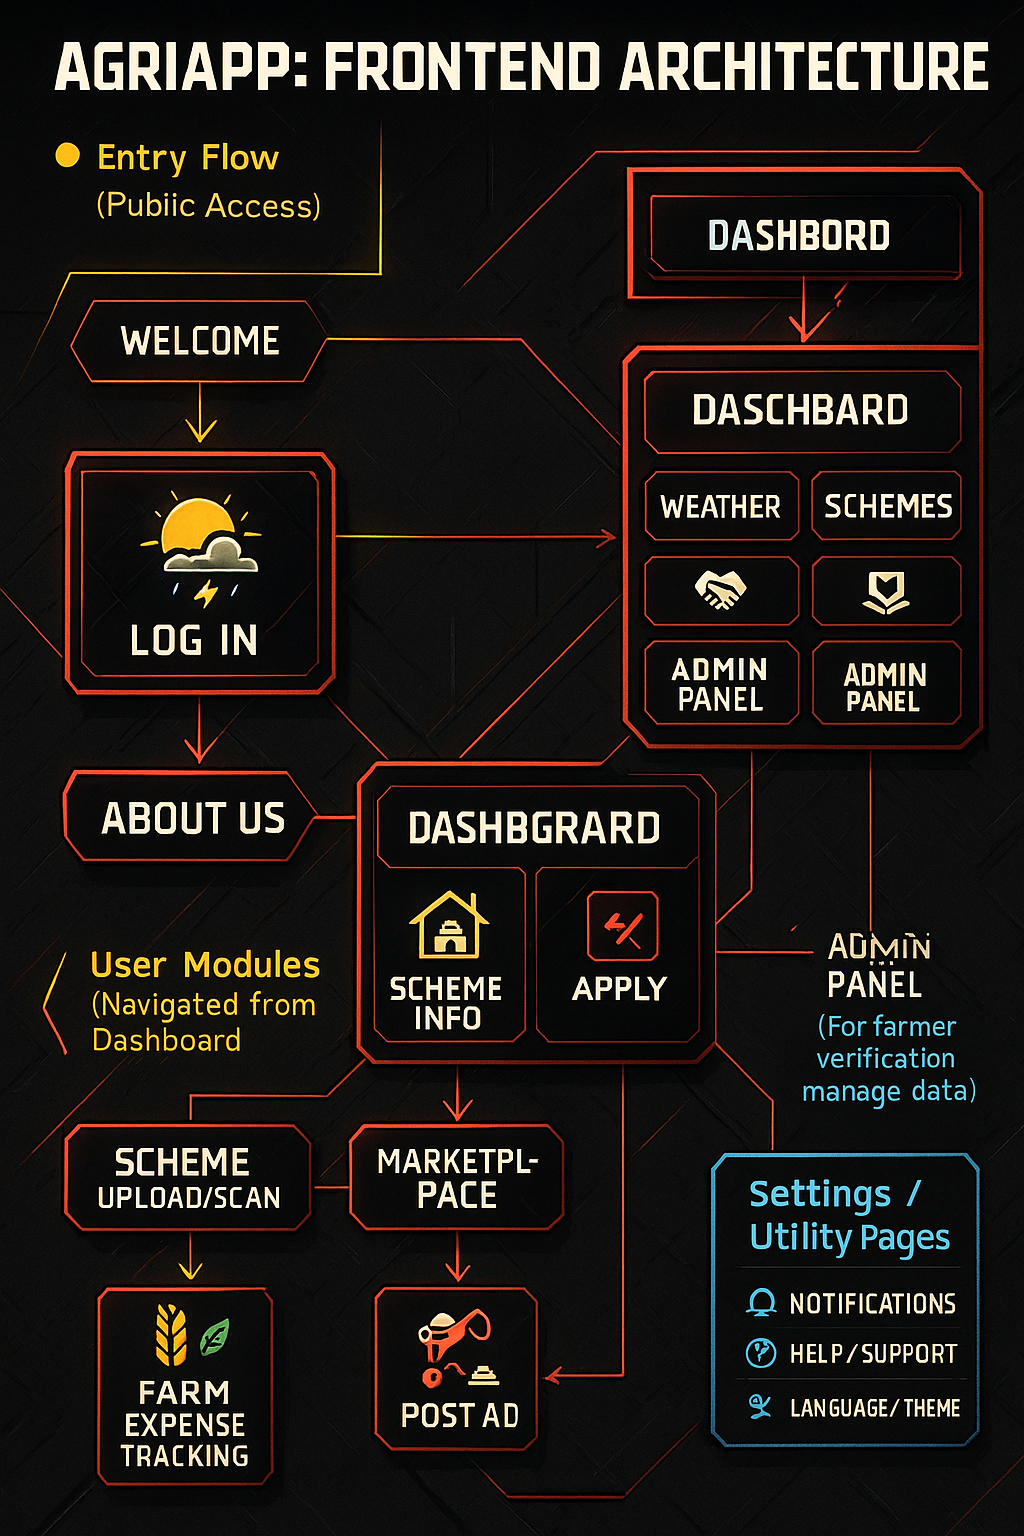 AGRIAPP: FRONTEND ARCHITECTURE
Entry Flow
(Pubiic Access)
WELCOME
LOG IN
ABOUT US
DASHBORD
DASCHBARD
WEATHER
SCHEMES
ADMIN
PANEL
ADMIN
PANEL
DASHBGRARD
SCHEME
INFO
APPLY
User Modules
(Navigated from
Dashboard
ADMIN
PANEL
(For farmer
verification
manage data)
SCHEME
UPLOAD/SCAN
MARKETPL-
PACE
FARM
EXPENSE
TRACKING
POST AD
Settings /
Utility Pages
NOTIFICATIONS
HELP/SUPPORT
LANGUAGE/THEME